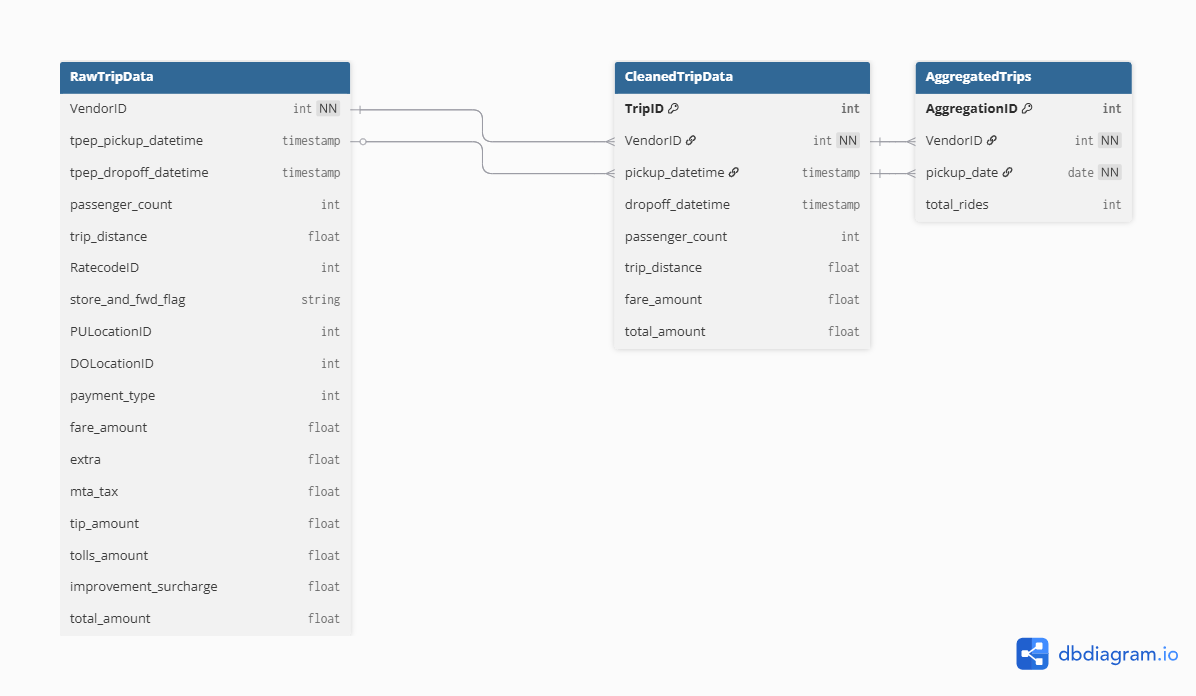 RawTripData
VendorID int NN
tpep_pickup_datetime timestamp
tpep_dropoff_datetime timestamp
passenger_count int
trip_distance float
RatecodeID int
store_and_fwd_flag string
PULocationID int
DOLocationID int
payment_type int
fare_amount float
extra float
mta_tax float
tip_amount float
tolls_amount float
improvement_surcharge float
total_amount float
CleanedTripData
TripID int
VendorID int NN
pickup_datetime timestamp
dropoff_datetime timestamp
passenger_count int
trip_distance float
fare_amount float
total_amount float
AggregatedTrips
AggregationID int
VendorID int NN
pickup_date date NN
total_rides int
dbdiagram.io